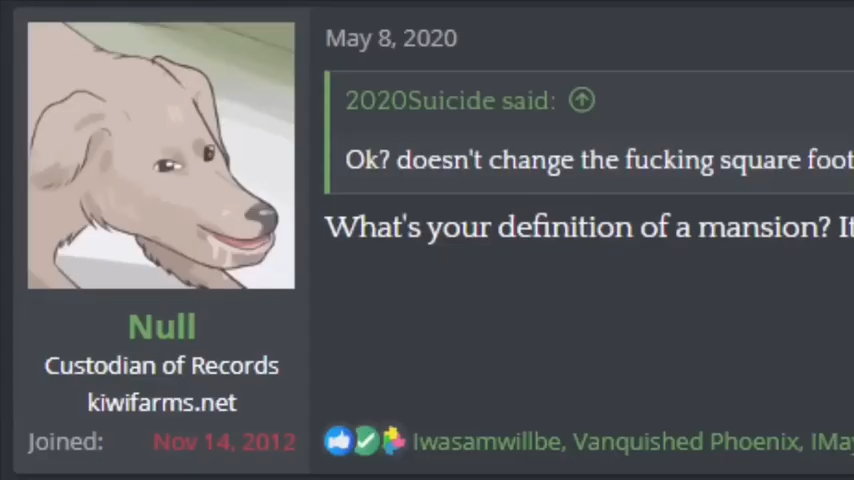 May 8, 2020
2020Suicide said:
Ok? doesn't change the fucking square foot
What's your definition of a mansion? It
Null
Custodian of Records
kiwifarms.net
Joined: Nov 14, 2012
Iwasamwillbe, Vanquished Phoenix, IMay